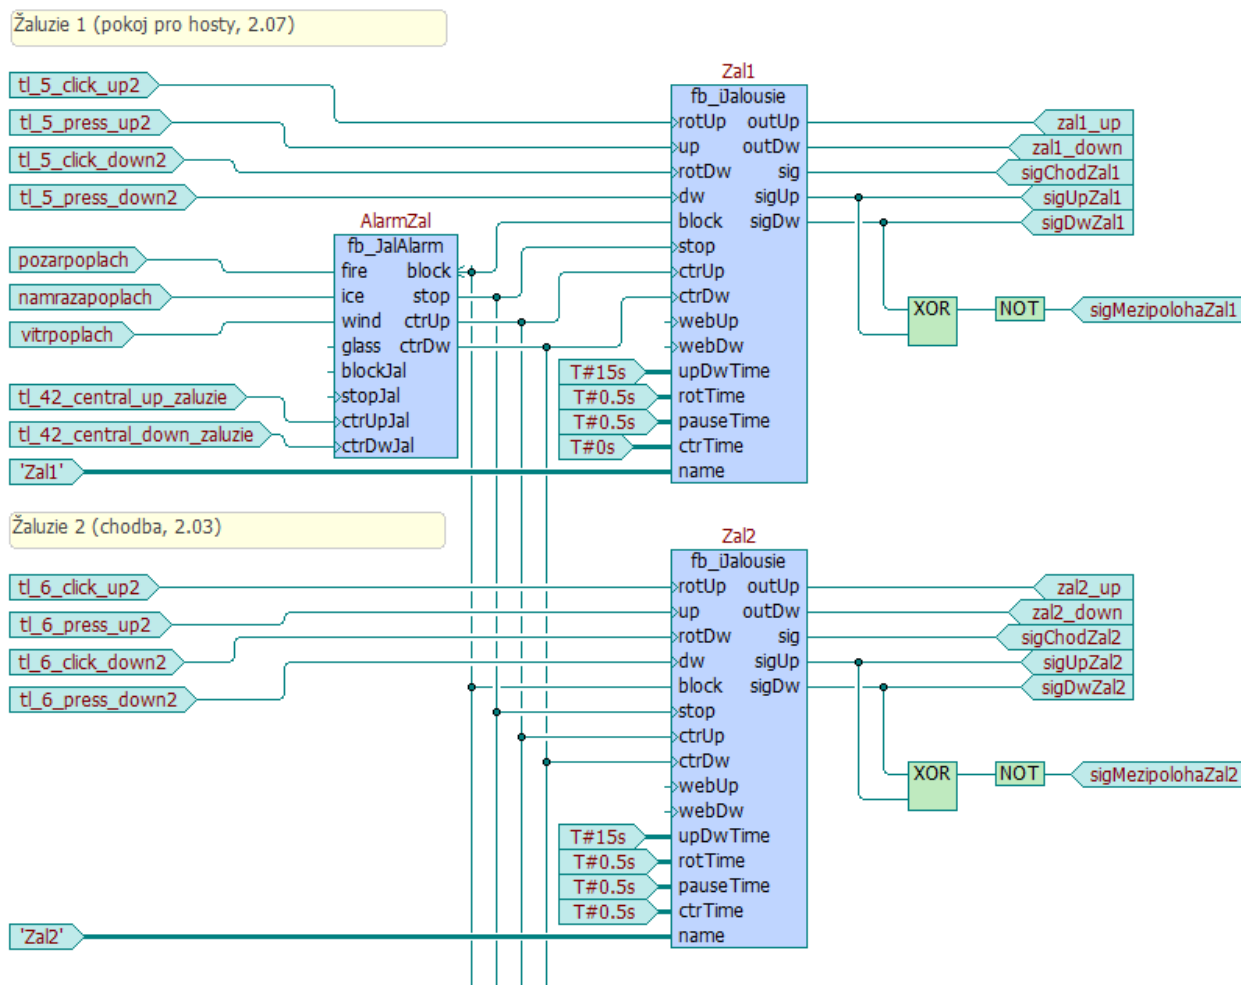 Žaluzie 1 (pokoj pro hosty, 2.07)
Zal1
fb_iJalousie
tl_5_click_up2
tl_5_press_up2
tl_5_click_down2
tl_5_press_down2
rotUp outUp
up outDw
rotDw sig
dw sigUp
block sigDw
stop
ctrUp
ctrDw
webUp
webDw
upDwTime
rotTime
pauseTime
ctrTime
name
zal1_up
zal1_down
sigChodZal1
sigUpZal1
sigDwZal1
XOR NOT sigMezipolohaZal1
AlarmZal
fb_JalAlarm
pozarpoplach
namrazapoplach
vitrpoplach
fire block
ice stop
wind ctrUp
glass ctrDw
blockJal
stopJal
ctrUpJal
ctrDwJal
tl_42_central_up_zaluzie
tl_42_central_down_zaluzie
T#15s
T#0.5s
T#0.5s
T#0s
'Zal1'
Žaluzie 2 (chodba, 2.03)
Zal2
fb_iJalousie
tl_6_click_up2
tl_6_press_up2
tl_6_click_down2
tl_6_press_down2
rotUp outUp
up outDw
rotDw sig
dw sigUp
block sigDw
stop
ctrUp
ctrDw
webUp
webDw
upDwTime
rotTime
pauseTime
ctrTime
name
zal2_up
zal2_down
sigChodZal2
sigUpZal2
sigDwZal2
XOR NOT sigMezipolohaZal2
T#15s
T#0.5s
T#0.5s
T#0.5s
'Zal2'